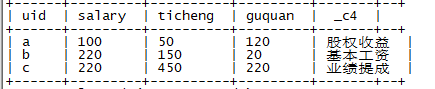 +------+---------+----------+---------+-------+--+
| uid | salary | ticheng | guquan | _c4 |
+------+---------+----------+---------+-------+--+
| a | 100 | 50 | 120 | 股权收益 |
| b | 220 | 150 | 20 | 基本工资 |
| c | 220 | 450 | 220 | 业绩提成 |
+------+---------+----------+---------+-------+--+